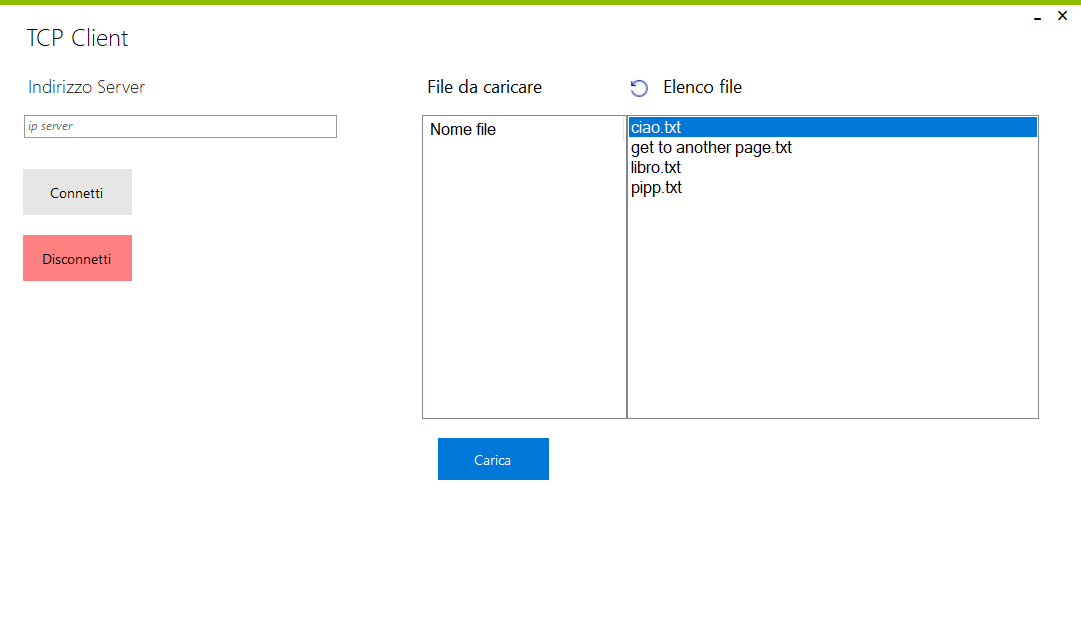 TCP Client
Indirizzo Server
ip server
Connetti
Disconnetti
File da caricare
Elenco file
Nome file
ciao.txt
get to another page.txt
libro.txt
pipp.txt
Carica